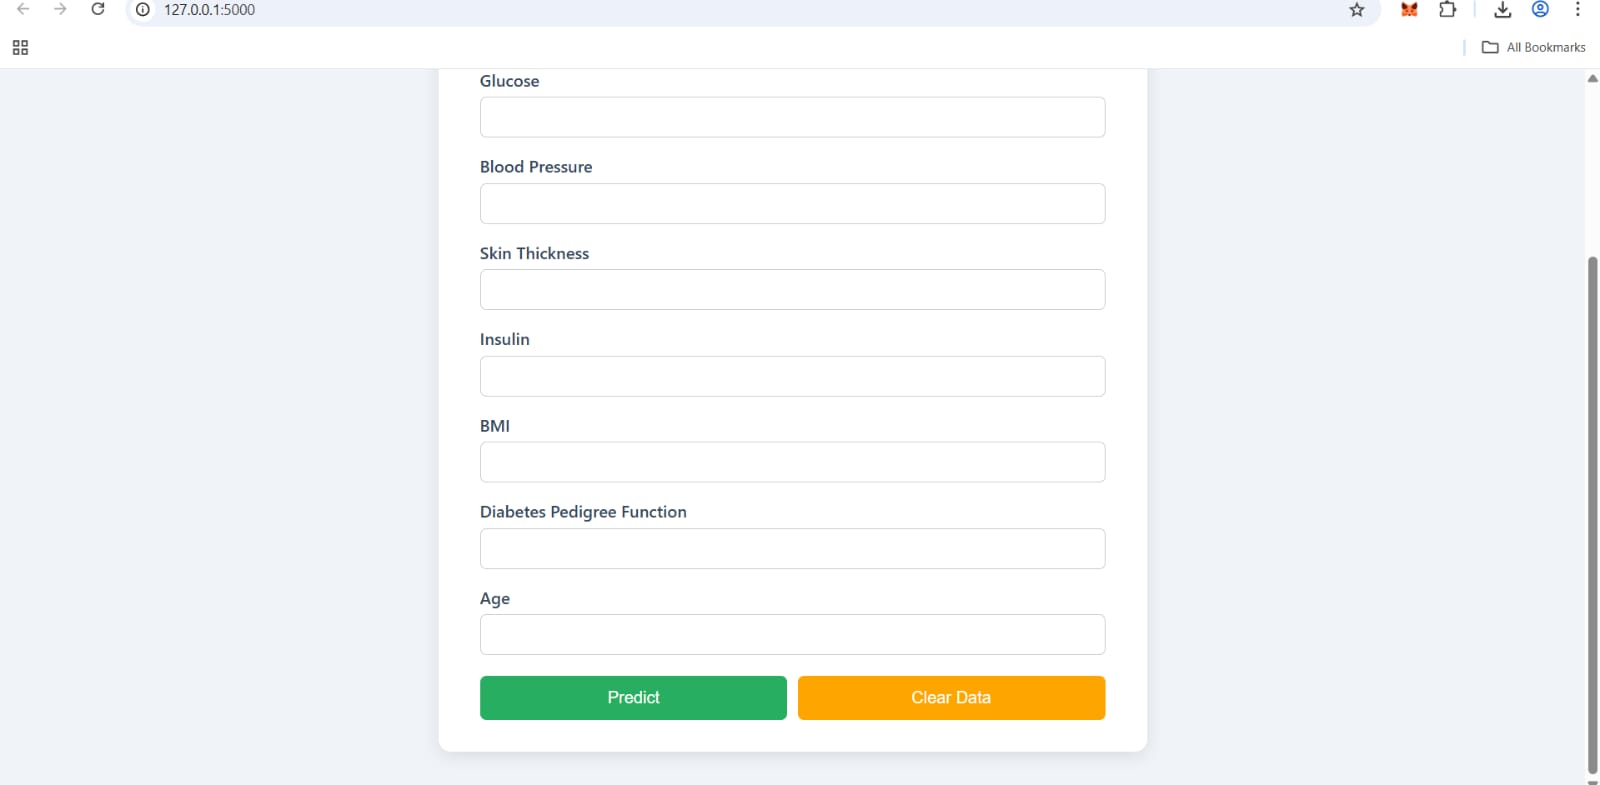 127.0.0.1:5000
All Bookmarks
Glucose
Blood Pressure
Skin Thickness
Insulin
BMI
Diabetes Pedigree Function
Age
Predict
Clear Data